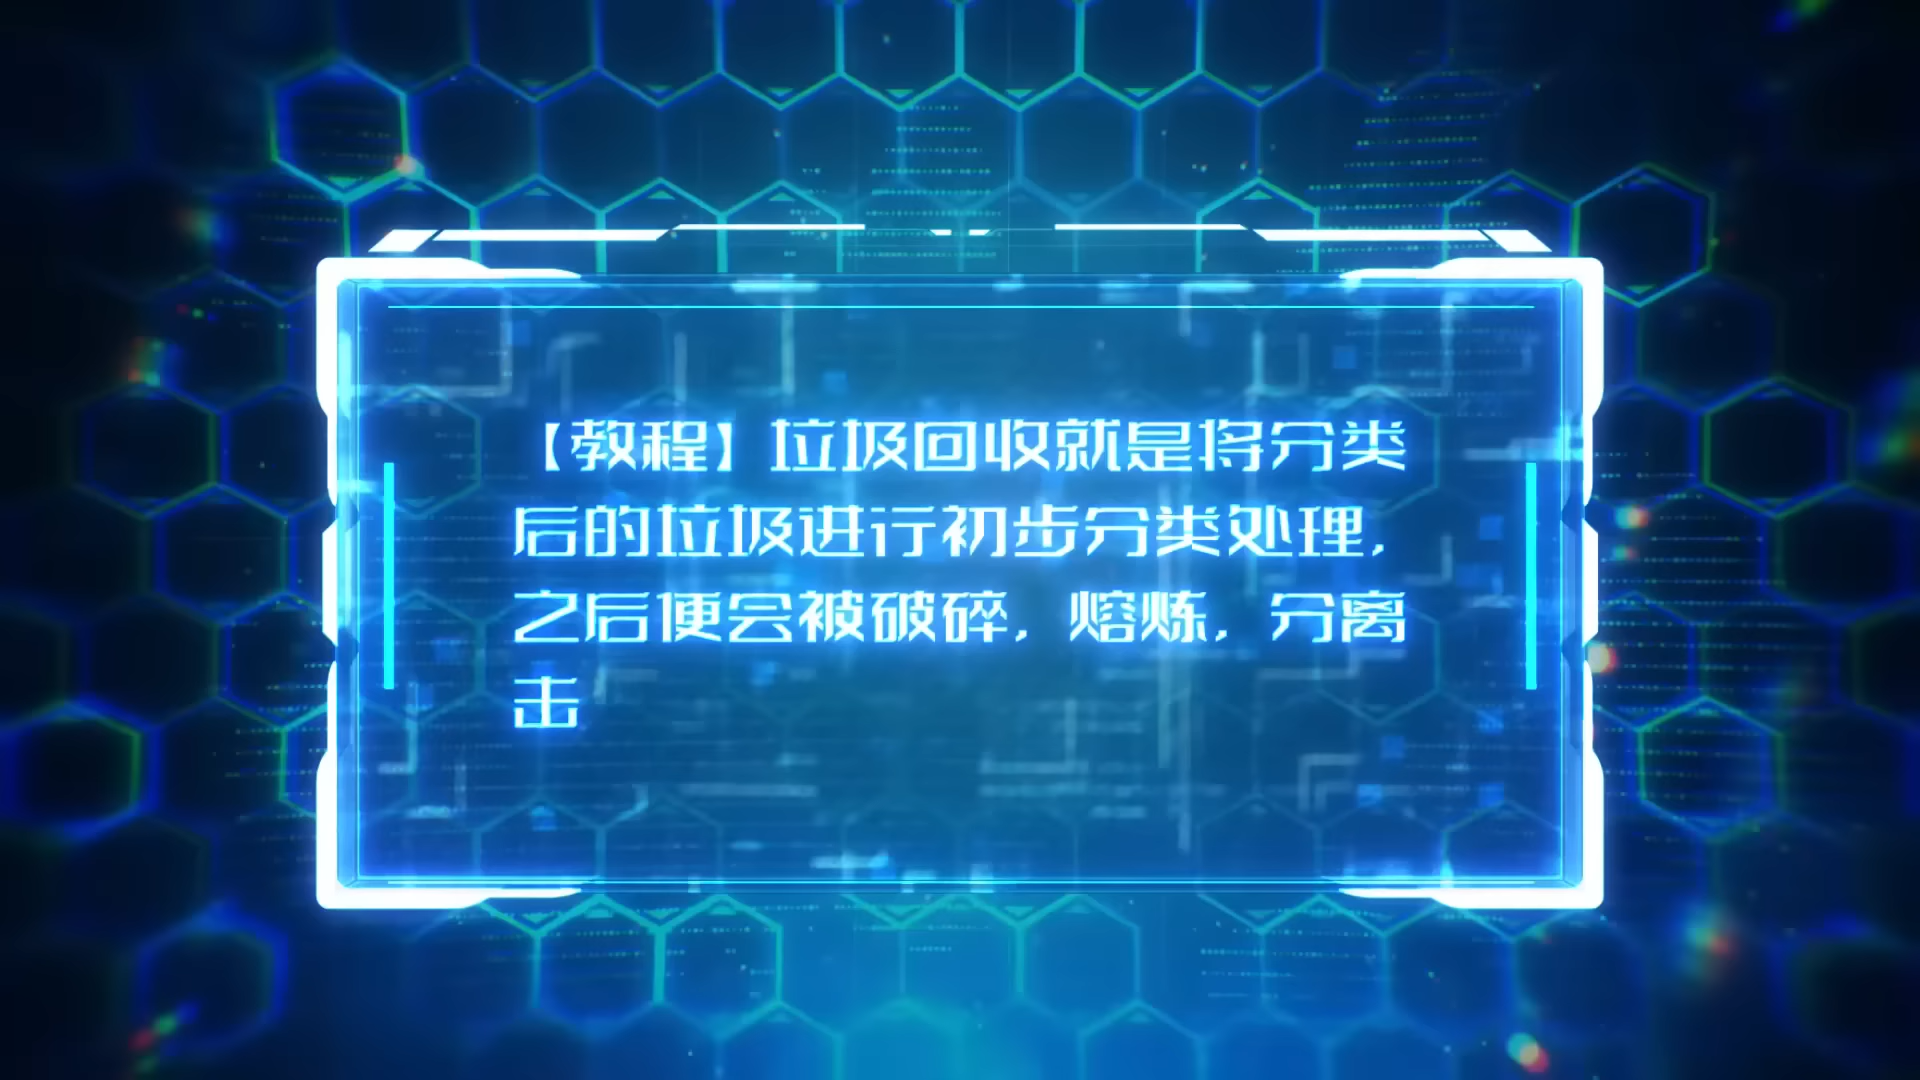 【教程】垃圾回收就是将分类
后的垃圾进行初步分类处理，
之后便会被破碎，熔炼，分离
击